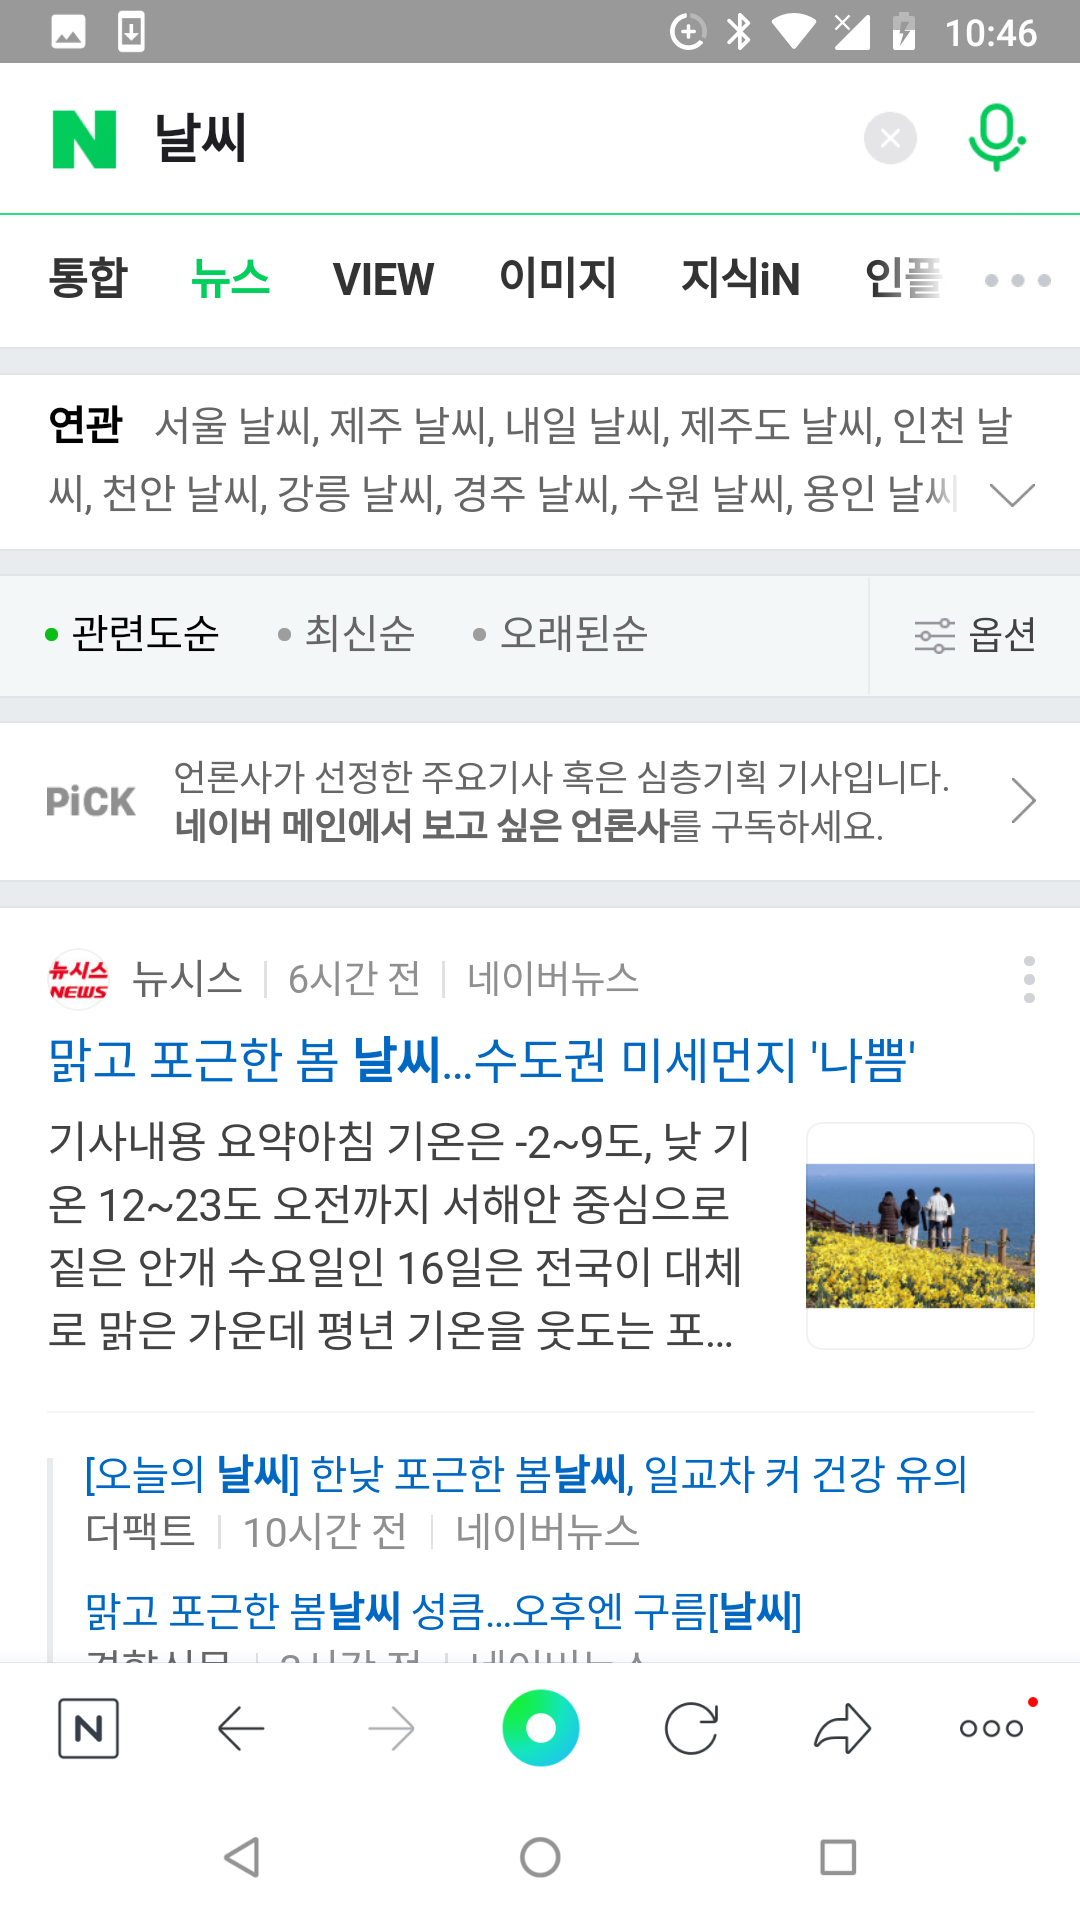 10:46
N 날씨
통합 뉴스 VIEW 이미지 지식iN 인플
연관 서울 날씨, 제주 날씨, 내일 날씨, 제주도 날씨, 인천 날
씨, 천안 날씨, 강릉 날씨, 경주 날씨, 수원 날씨, 용인 날씨
관련도순 최신순 오래된순 옵션
PiCK 언론사가 선정한 주요기사 혹은 심층기획 기사입니다.
네이버 메인에서 보고 싶은 언론사를 구독하세요.
뉴시스 NEWS 뉴시스 6시간 전 네이버뉴스
맑고 포근한 봄 날씨...수도권 미세먼지 '나쁨'
기사내용 요약아침 기온은 -2~9도, 낮 기
온 12~23도 오전까지 서해안 중심으로
짙은 안개 수요일인 16일은 전국이 대체
로 맑은 가운데 평년 기온을 웃도는 포...
[오늘의 날씨] 한낮 포근한 봄날씨, 일교차 커 건강 유의
더팩트 10시간 전 네이버뉴스
맑고 포근한 봄날씨 성큼...오후엔 구름[날씨]
N